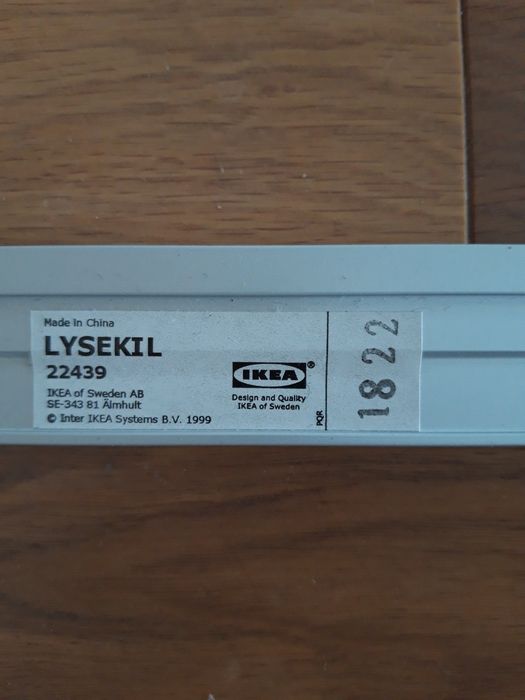 Made in China
LYSEKIL
22439
IKEA of Sweden AB
SE-343 81 Älmhult
© Inter IKEA Systems B.V. 1999
IKEA®
Design and Quality
IKEA of Sweden
PQR
1822